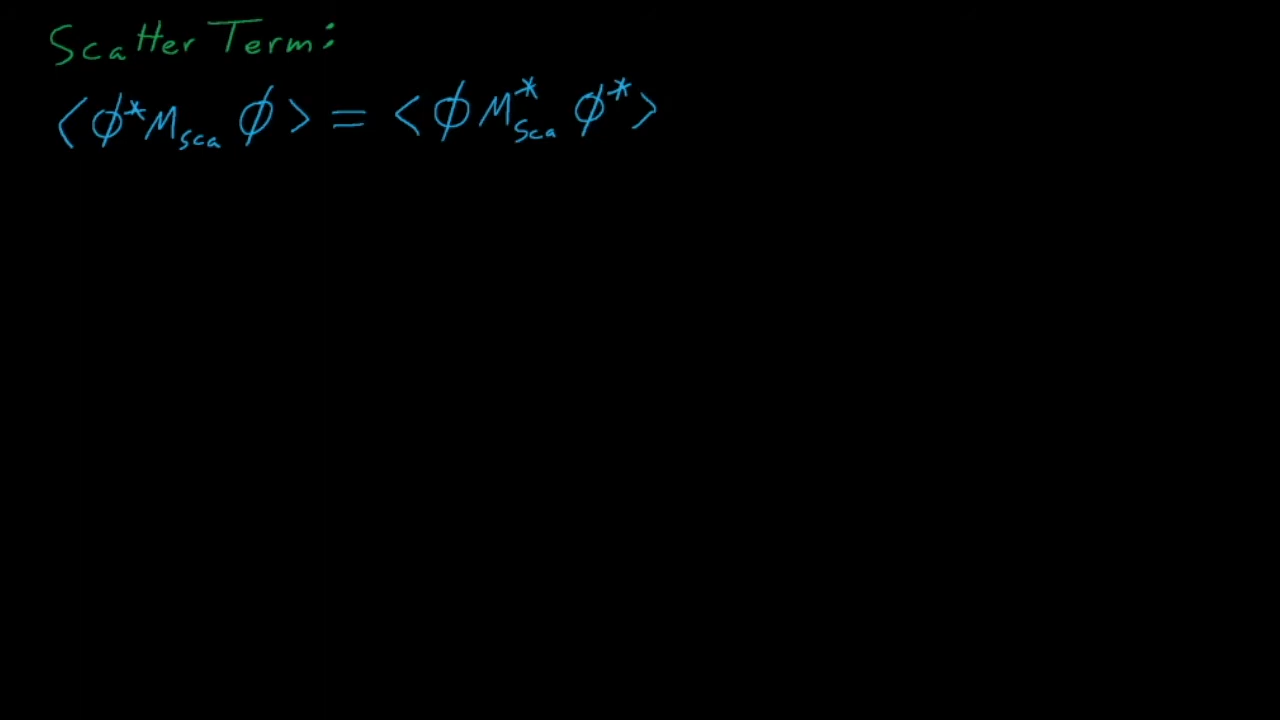 Scatter Term:
<ϕ*M_sca ϕ> = <ϕ M*_sca ϕ*>